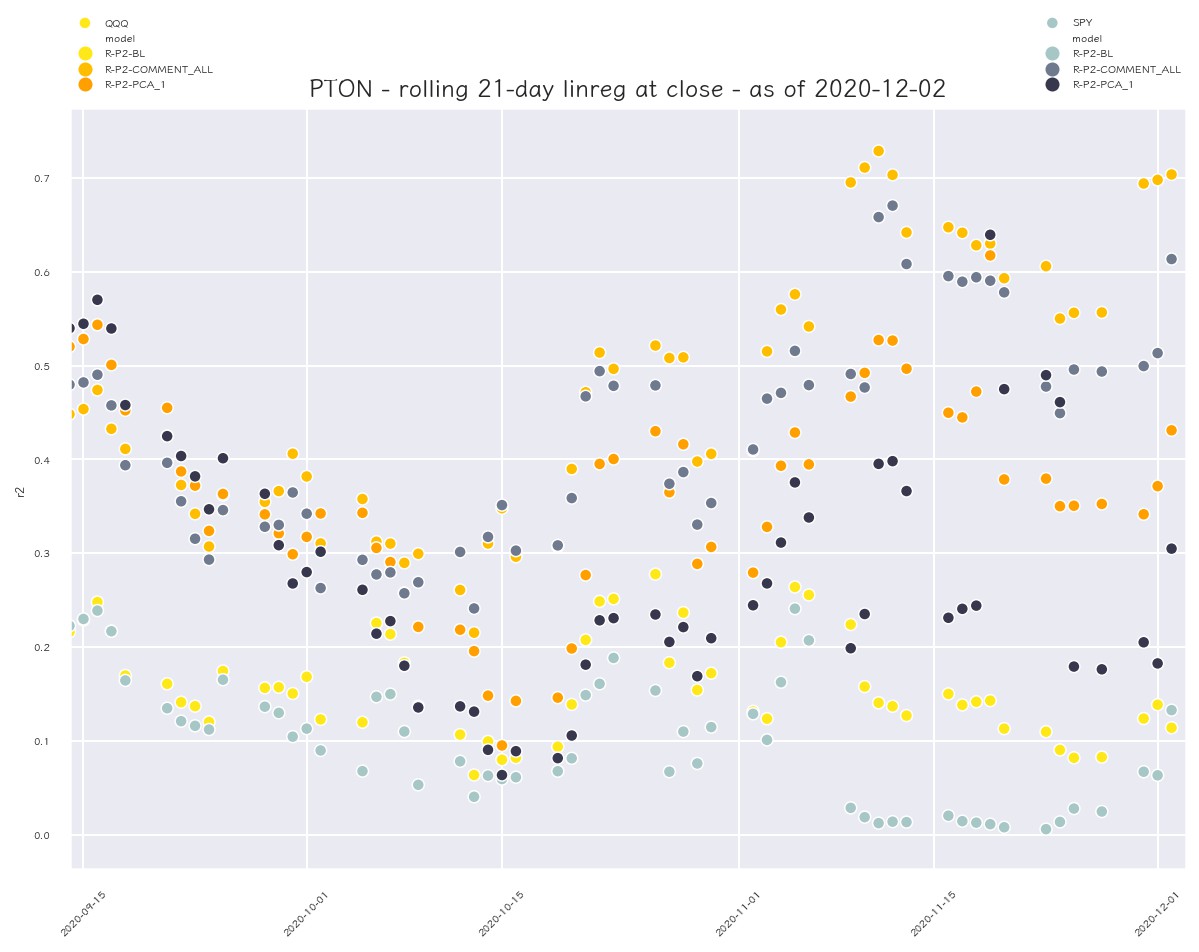 QQQ
model
R-P2-BL
R-P2-COMMENT_ALL
R-P2-PCA_1
SPY
model
R-P2-BL
R-P2-COMMENT_ALL
R-P2-PCA_1
PTON - rolling 21-day linreg at close - as of 2020-12-02
0.7
0.6
0.5
0.4
0.3
0.2
0.1
0.0
r2
2020-09-15
2020-10-01
2020-10-15
2020-11-01
2020-11-15
2020-12-01